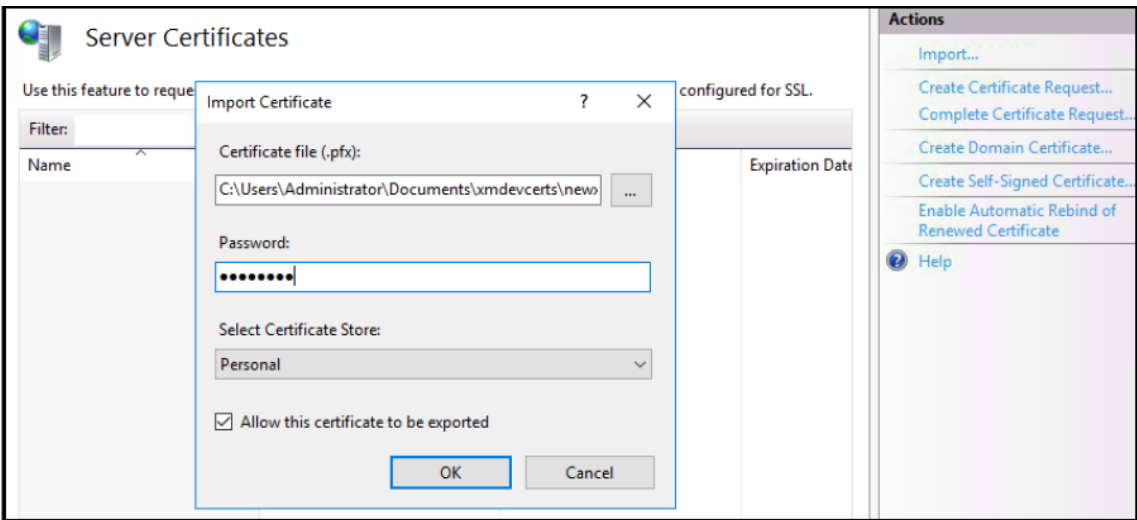 Server Certificates
Use this feature to reque
configured for SSL.
Filter:
Name
Expiration Date
Import Certificate
?
Certificate file (.pfx):
C:\Users\Administrator\Documents\xmdevcerts\new
...
Password:
Select Certificate Store:
Personal
Allow this certificate to be exported
OK
Cancel
Actions
Import...
Create Certificate Request...
Complete Certificate Request...
Create Domain Certificate...
Create Self-Signed Certificate...
Enable Automatic Rebind of
Renewed Certificate
Help